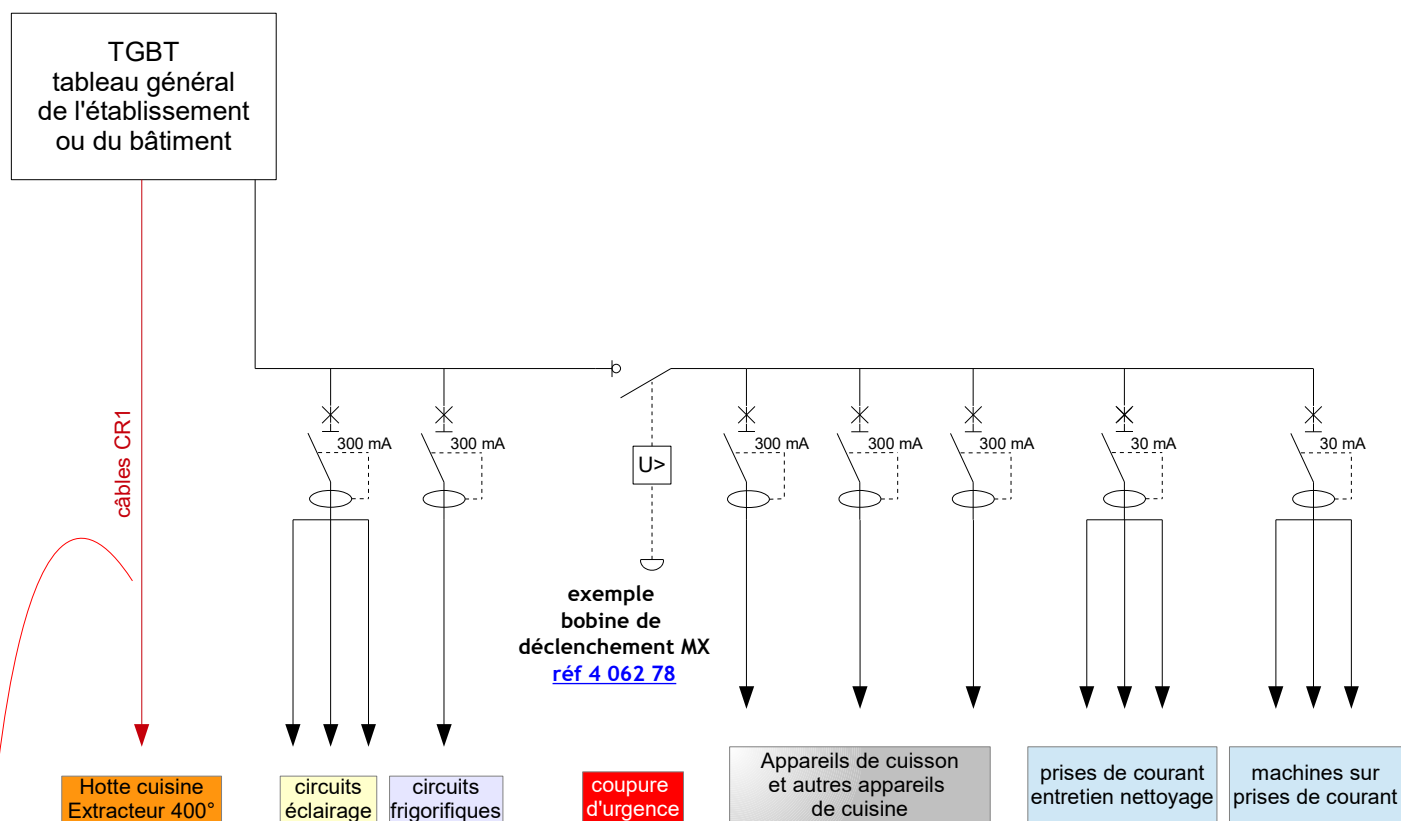 TGBT
tableau général
de l'établissement
ou du bâtiment
câbles CR1
300 mA
300 mA
U>
300 mA
300 mA
300 mA
30 mA
30 mA
exemple
bobine de
déclenchement MX
réf 4 062 78
Hotte cuisine
Extracteur 400°
circuits
éclairage
circuits
frigorifiques
coupure
d'urgence
Appareils de cuisson
et autres appareils
de cuisine
prises de courant
entretien nettoyage
machines sur
prises de courant